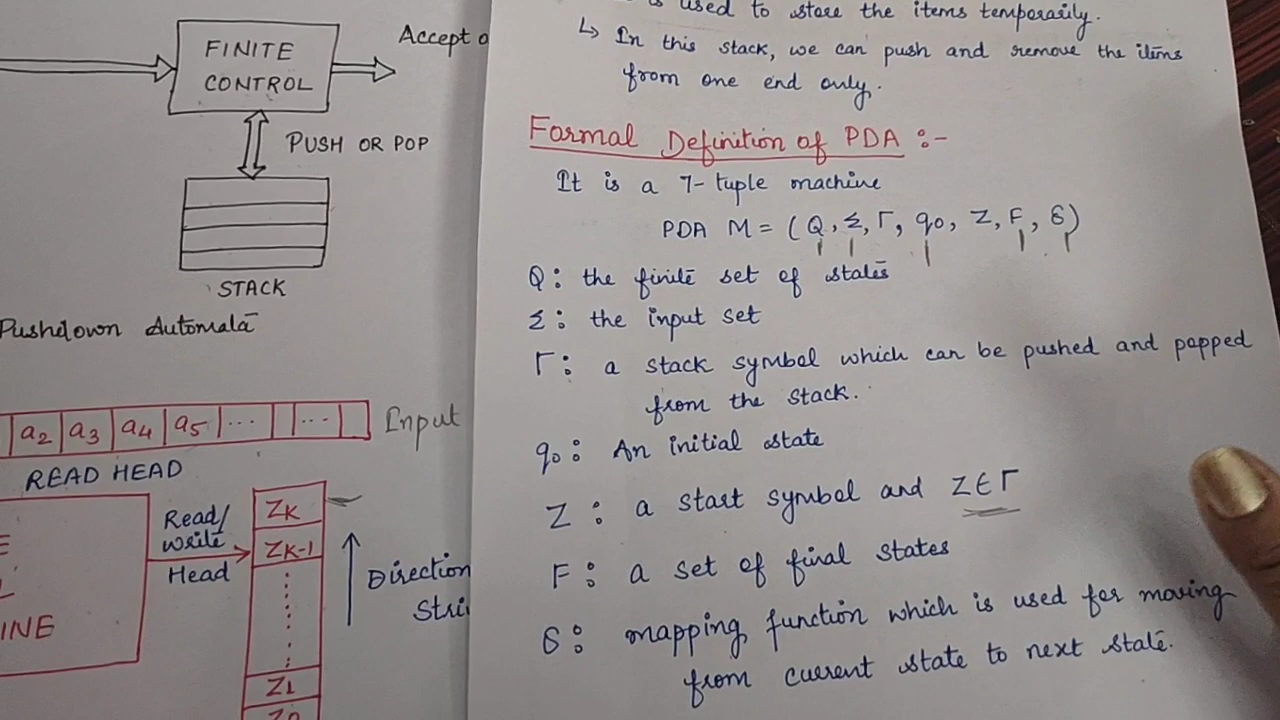 FINITE
CONTROL
Accept o
PUSH OR POP
STACK
Pushdown Automata
a2 a3 a4 a5 ... ...
Input
READ HEAD
Read/
Write
Head
ZK
ZK-1
Z1
Z0
Direction
Stri
INE
used to store the items temporarily.
↳ In this stack, we can push and remove the items
from one end only.
Formal Definition of PDA :-
It is a 7-tuple machine
PDA M = (Q, Σ, Γ, q0, Z, F, δ)
Q : the finite set of states
Σ : the input set
Γ : a stack symbol which can be pushed and popped
from the stack.
q0 : An initial state
Z : a start symbol and Z∈Γ
F : a set of final states
δ : mapping function which is used for moving
from current state to next state.